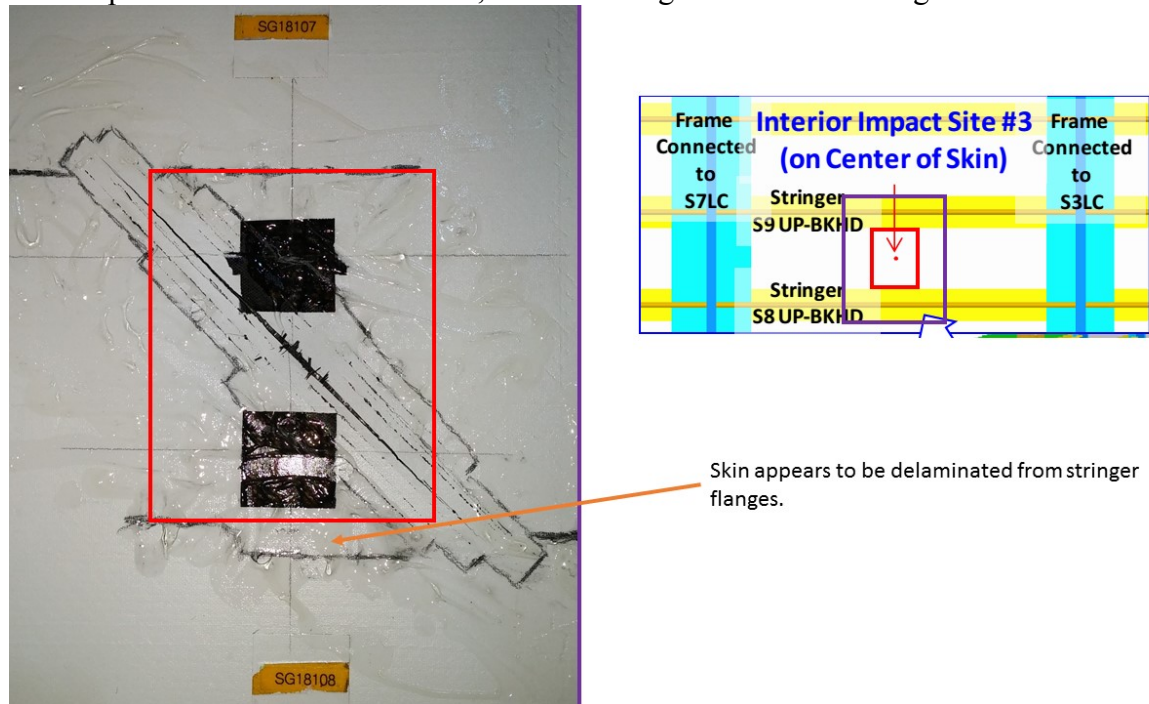 SG18107
SG18108
Interior Impact Site #3
(on Center of Skin)
Frame
Connected
to
S7LC
Frame
Connected
to
S3LC
Stringer
S9 UP-BKHD
Stringer
S8 UP-BKHD
Skin appears to be delaminated from stringer
flanges.